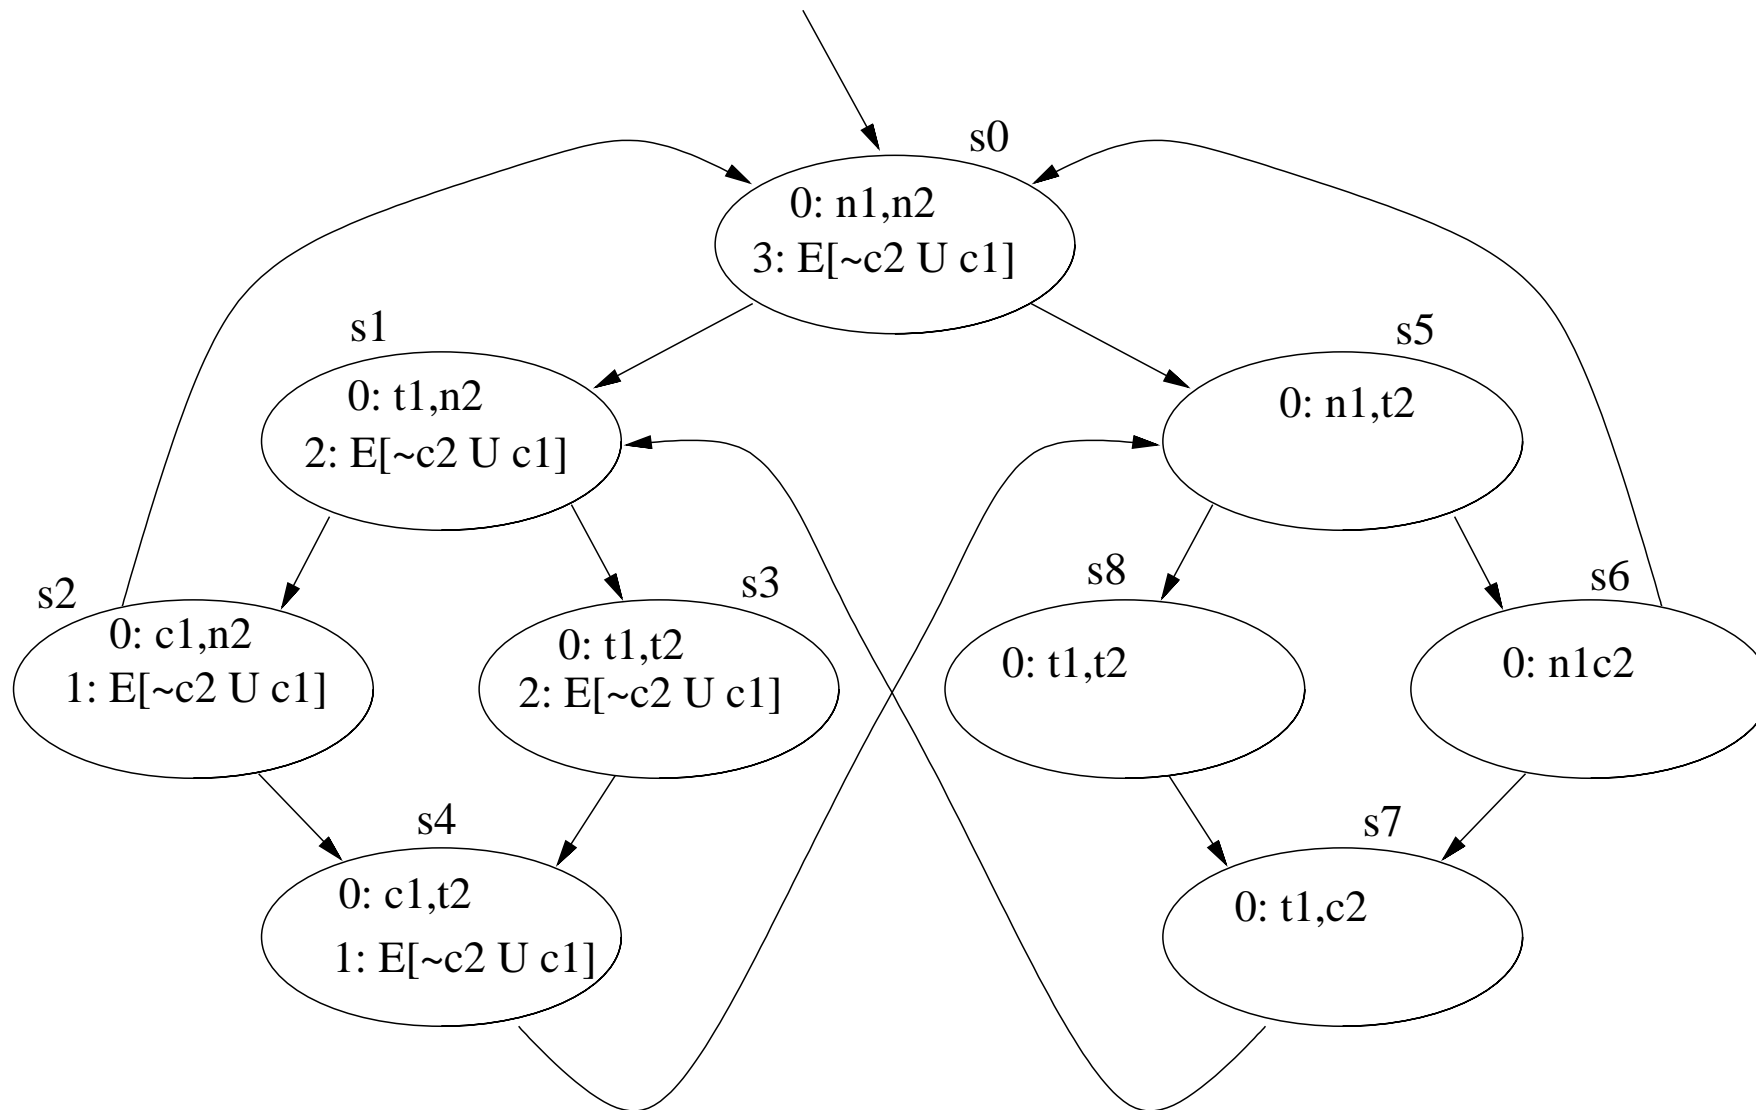 s0
0: n1,n2
3: E[~c2 U c1]
s1
0: t1,n2
2: E[~c2 U c1]
s5
0: n1,t2
s2
0: c1,n2
1: E[~c2 U c1]
s3
0: t1,t2
2: E[~c2 U c1]
s8
0: t1,t2
s6
0: n1c2
s4
0: c1,t2
1: E[~c2 U c1]
s7
0: t1,c2